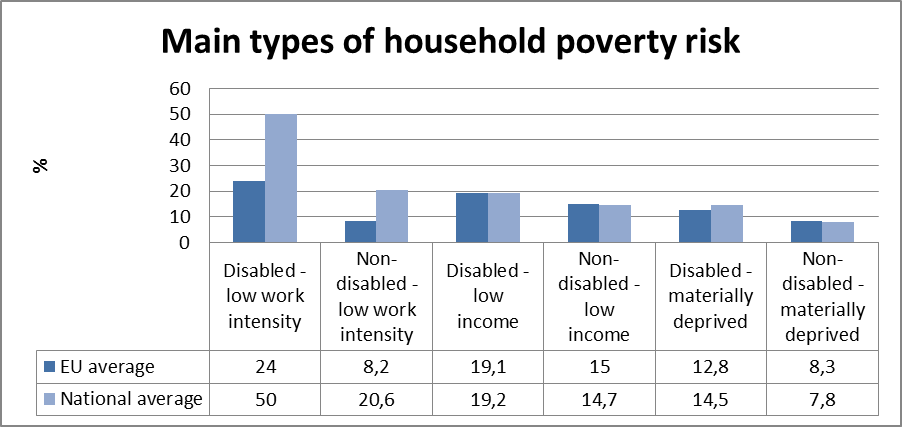 Main types of household poverty risk
%
60
50
40
30
20
10
0
Disabled -
low work
intensity
Non-
disabled -
low work
intensity
Disabled -
low
income
Non-
disabled -
low
income
Disabled -
materially
deprived
Non-
disabled -
materially
deprived
EU average 24 8,2 19,1 15 12,8 8,3
National average 50 20,6 19,2 14,7 14,5 7,8